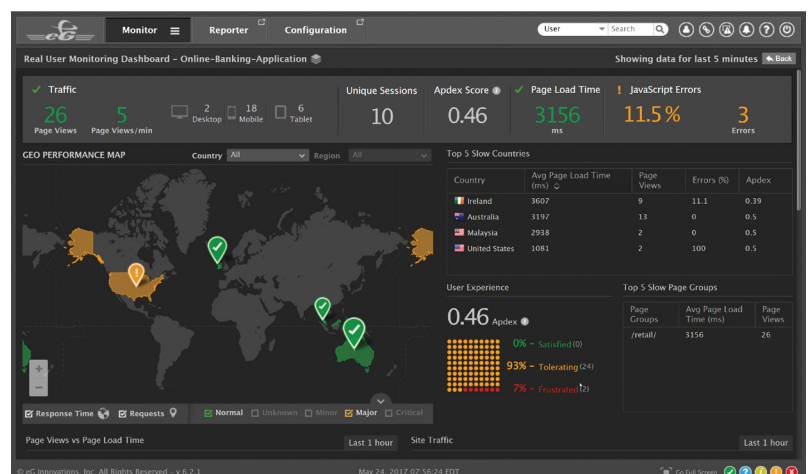 eG
Monitor
Reporter
Configuration
User
Search
Real User Monitoring Dashboard - Online-Banking-Application
Showing data for last 5 minutes
Back
Traffic
26
Page Views
5
Page Views/min
2
Desktop
18
Mobile
6
Tablet
Unique Sessions
10
Apdex Score
0.46
Page Load Time
3156
ms
JavaScript Errors
11.5%
3
Errors
GEO PERFORMANCE MAP
Country All
Region All
+
−
Response Time
Requests
Normal
Unknown
Minor
Major
Critical
Top 5 Slow Countries
Country Avg Page Load Time (ms) Page Views Errors (%) Apdex
Ireland 3607 9 11.1 0.39
Australia 3197 13 0 0.5
Malaysia 2938 2 0 0.5
United States 1081 2 100 0.5
User Experience
0.46 Apdex
0% - Satisfied (0)
93% - Tolerating (24)
7% - Frustrated (2)
Top 5 Slow Page Groups
Page Groups Avg Page Load Time (ms) Page Views
/retail/ 3156 26
Page Views vs Page Load Time
Last 1 hour
Site Traffic
Last 1 hour
© eG Innovations, Inc. All Rights Reserved - v 6.2.1
May 24, 2017 07:56:24 EDT
Go Full Screen